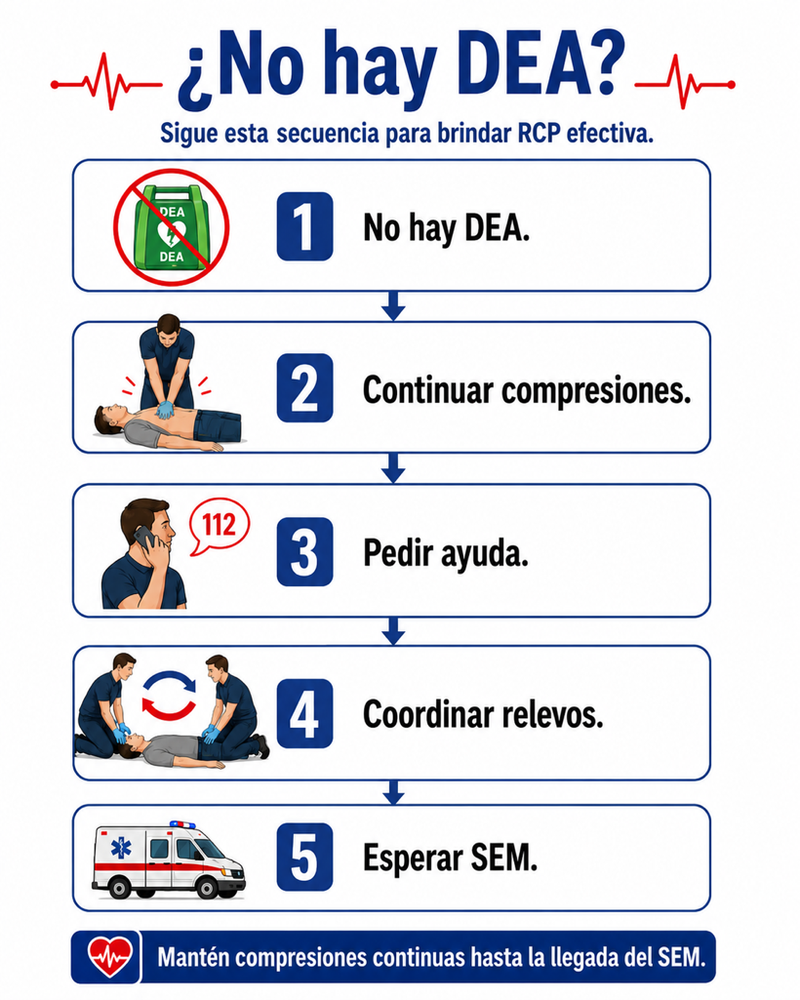 ¿No hay DEA?
Sigue esta secuencia para brindar RCP efectiva.
DEA
DEA
1
No hay DEA.
2
Continuar compresiones.
112
3
Pedir ayuda.
4
Coordinar relevos.
5
Esperar SEM.
Mantén compresiones continuas hasta la llegada del SEM.